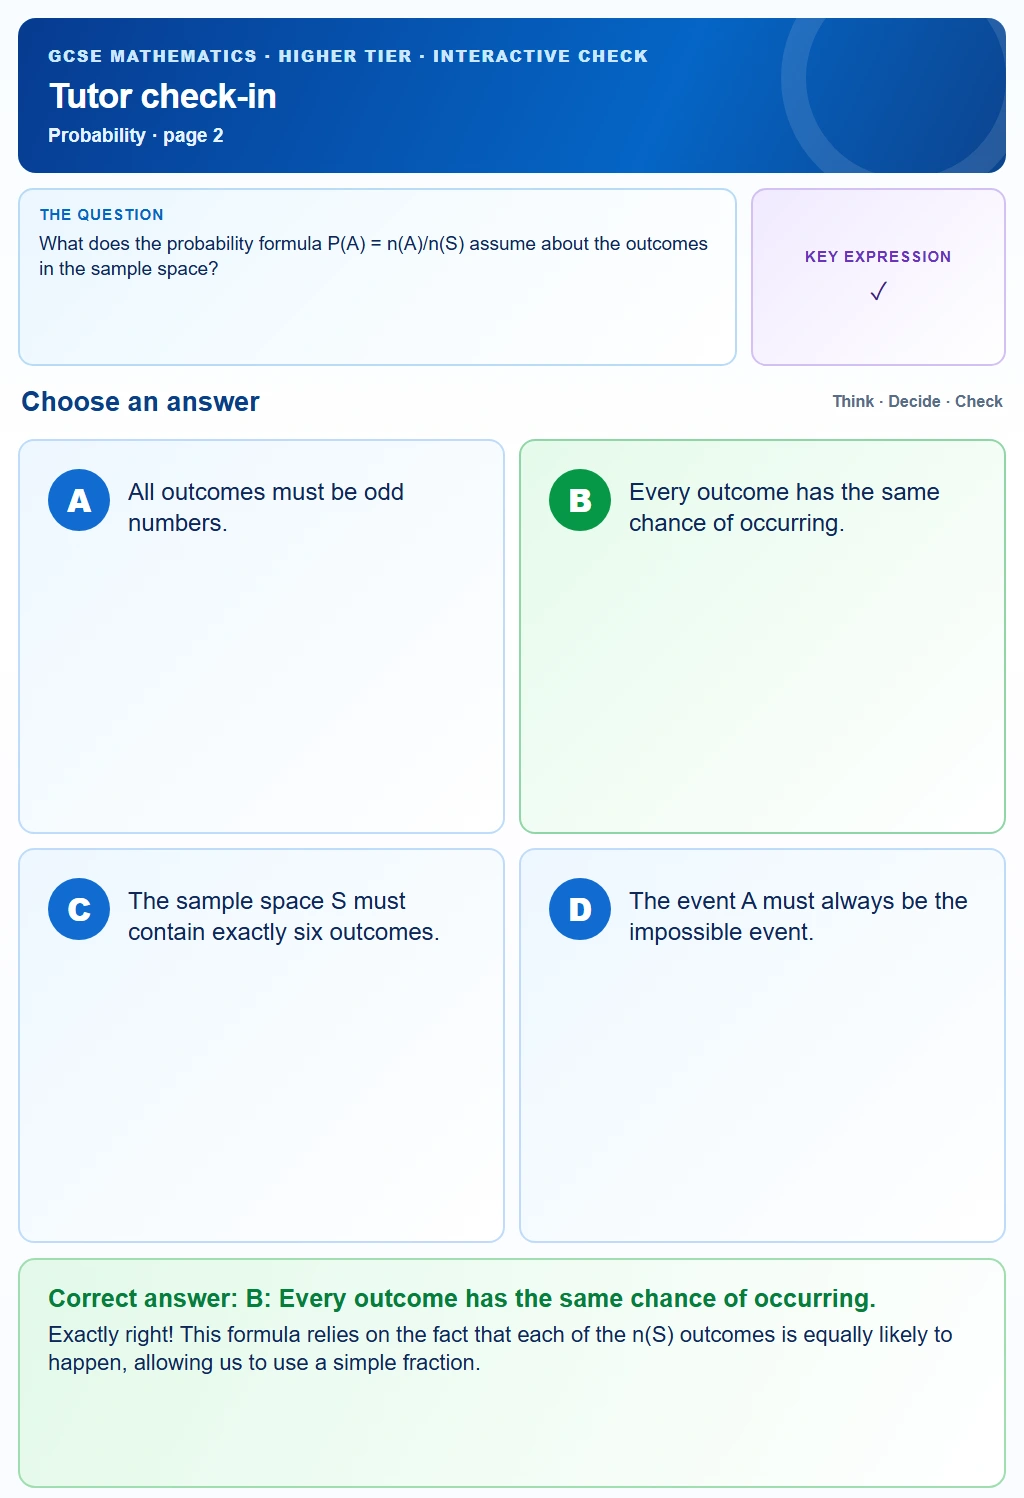 GCSE MATHEMATICS · HIGHER TIER · INTERACTIVE CHECK
Tutor check-in
Probability · page 2
THE QUESTION
What does the probability formula P(A) = n(A)/n(S) assume about the outcomes
in the sample space?
KEY EXPRESSION
✓
Choose an answer
Think · Decide · Check
A
All outcomes must be odd
numbers.
B
Every outcome has the same
chance of occurring.
C
The sample space S must
contain exactly six outcomes.
D
The event A must always be the
impossible event.
Correct answer: B: Every outcome has the same chance of occurring.
Exactly right! This formula relies on the fact that each of the n(S) outcomes is equally likely to
happen, allowing us to use a simple fraction.